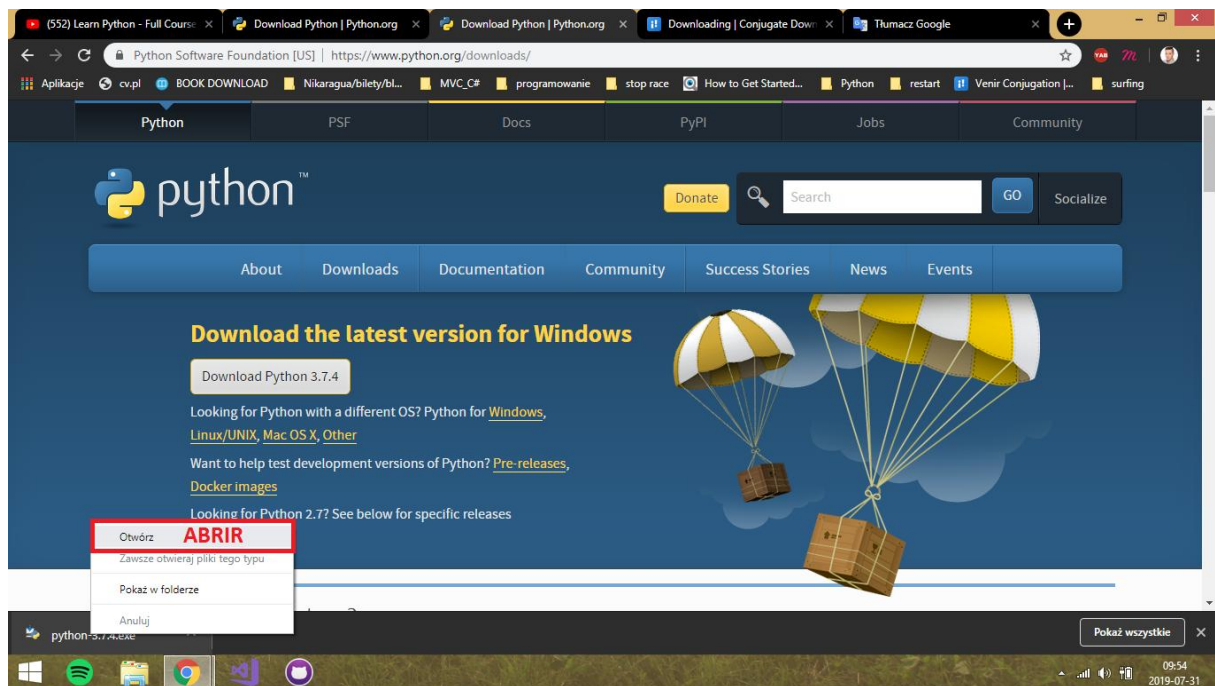 (552) Learn Python - Full Course
Download Python | Python.org
Download Python | Python.org
Downloading | Conjugate Down
Tłumacz Google
Python Software Foundation [US] | https://www.python.org/downloads/
Aplikacje
cv.pl
BOOK DOWNLOAD
Nikaragua/bilety/bl...
MVC_C#
programowanie
stop race
How to Get Started...
Python
restart
Venir Conjugation |...
surfing
Python
PSF
Docs
PyPI
Jobs
Community
python™
Donate
Search
GO
Socialize
About
Downloads
Documentation
Community
Success Stories
News
Events
Download the latest version for Windows
Download Python 3.7.4
Looking for Python with a different OS? Python for Windows,
Linux/UNIX, Mac OS X, Other
Want to help test development versions of Python? Pre-releases,
Docker images
Looking for Python 2.7? See below for specific releases
Otwórz ABRIR
Zawsze otwieraj pliki tego typu
Pokaż w folderze
Anuluj
python-3.7.4.exe
Pokaż wszystkie
09:54
2019-07-31